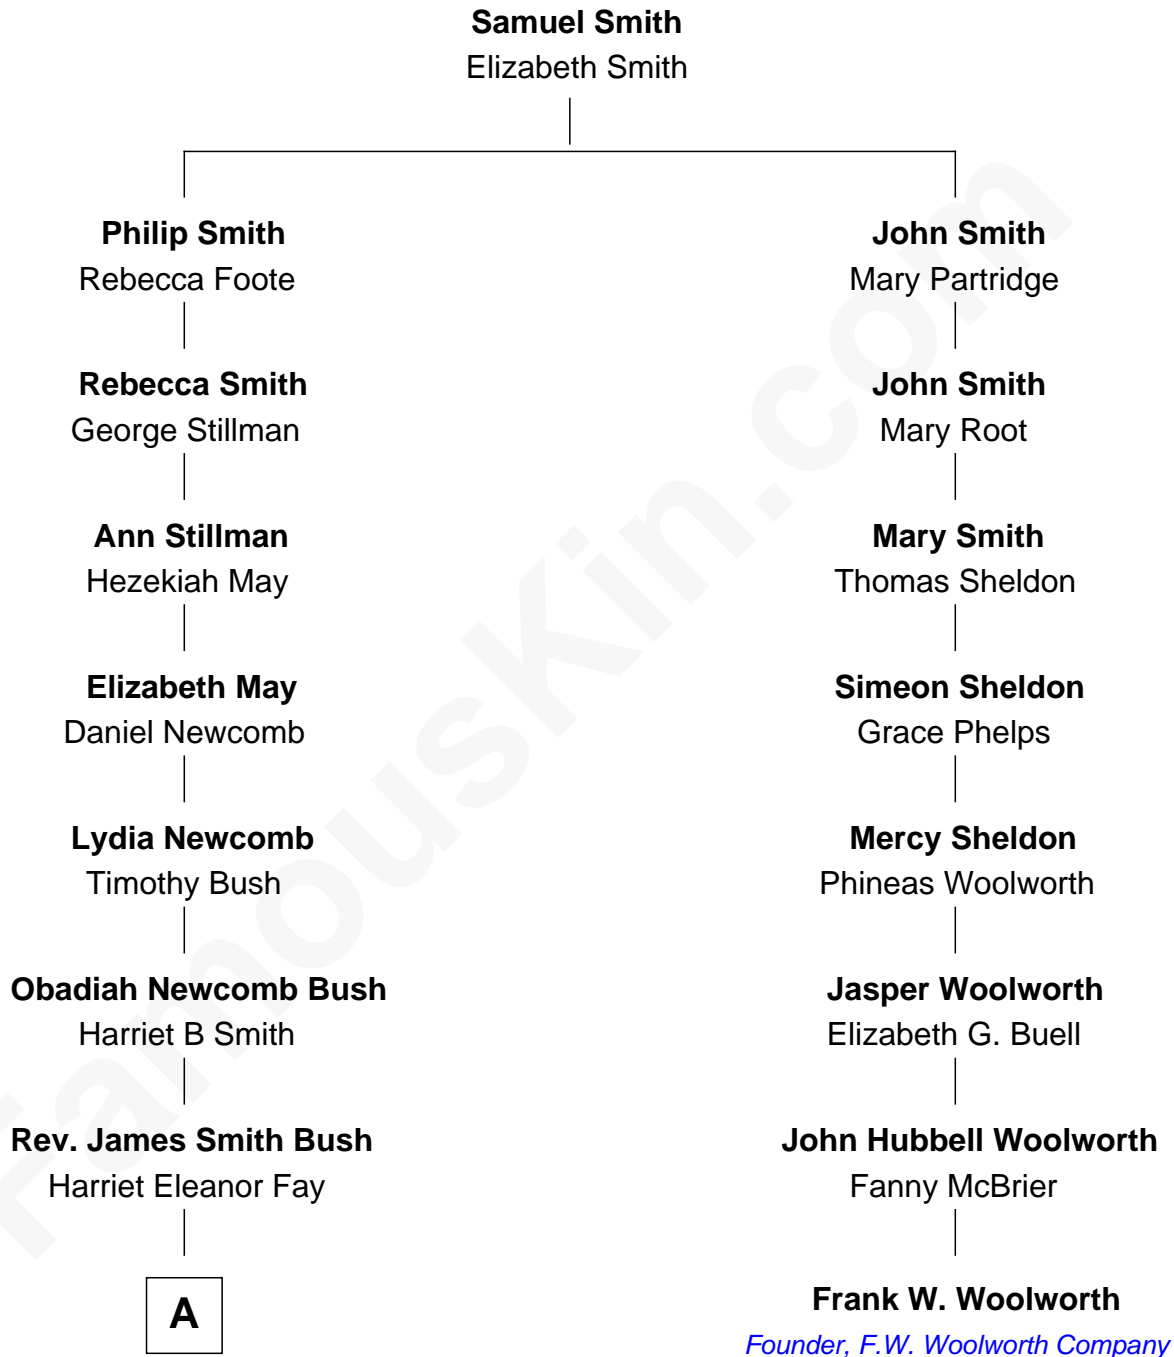 Samuel Smith
Elizabeth Smith
Philip Smith
Rebecca Foote
John Smith
Mary Partridge
Rebecca Smith
George Stillman
John Smith
Mary Root
Ann Stillman
Hezekiah May
Mary Smith
Thomas Sheldon
Elizabeth May
Daniel Newcomb
Simeon Sheldon
Grace Phelps
Lydia Newcomb
Timothy Bush
Mercy Sheldon
Phineas Woolworth
Obadiah Newcomb Bush
Harriet B Smith
Jasper Woolworth
Elizabeth G. Buell
Rev. James Smith Bush
Harriet Eleanor Fay
John Hubbell Woolworth
Fanny McBrier
A
Frank W. Woolworth
Founder, F.W. Woolworth Company
FamousKin.com